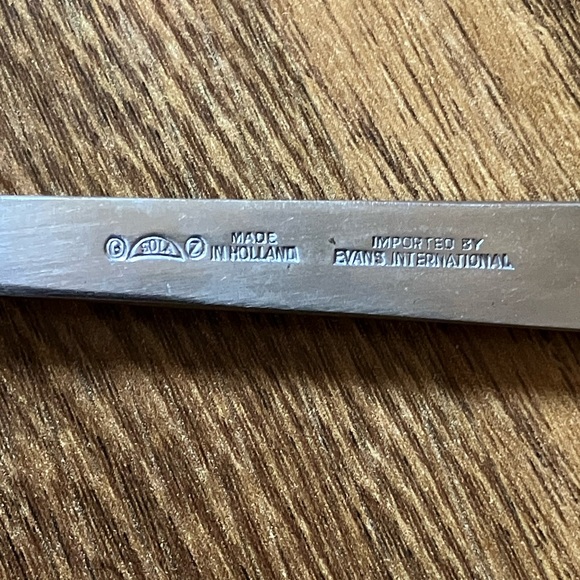 SOLA
MADE
IN HOLLAND
IMPORTED BY
EVANS INTERNATIONAL